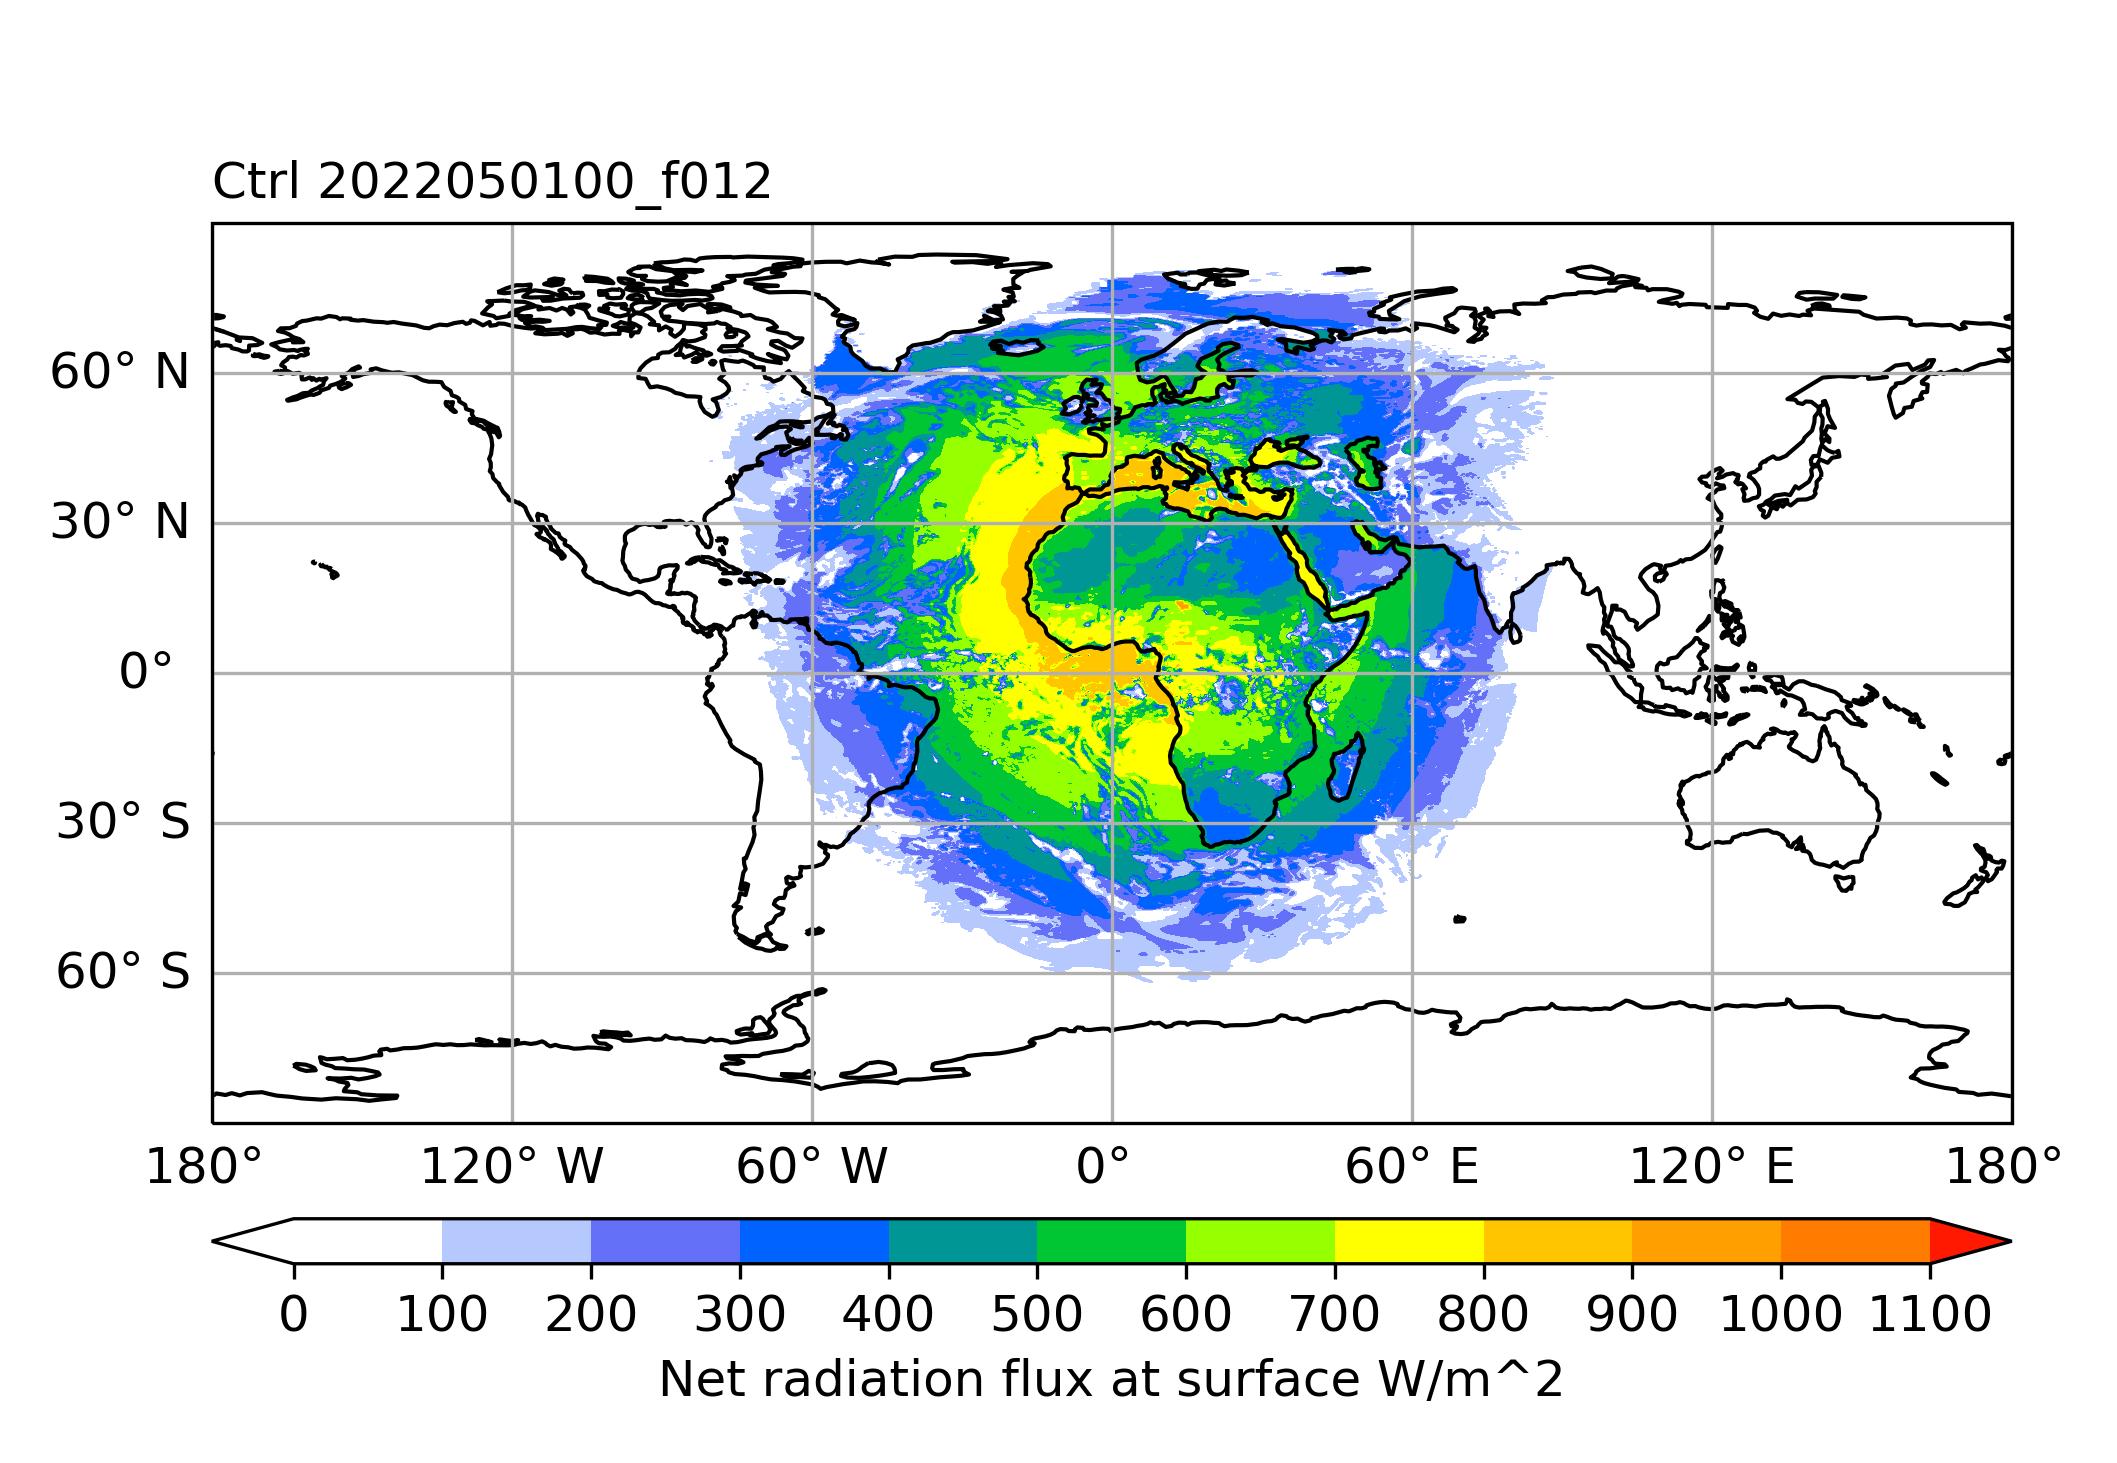 Ctrl 2022050100_f012
60° N
30° N
0°
30° S
60° S
180° 120° W 60° W 0° 60° E 120° E 180°
0 100 200 300 400 500 600 700 800 900 1000 1100
Net radiation flux at surface W/m^2